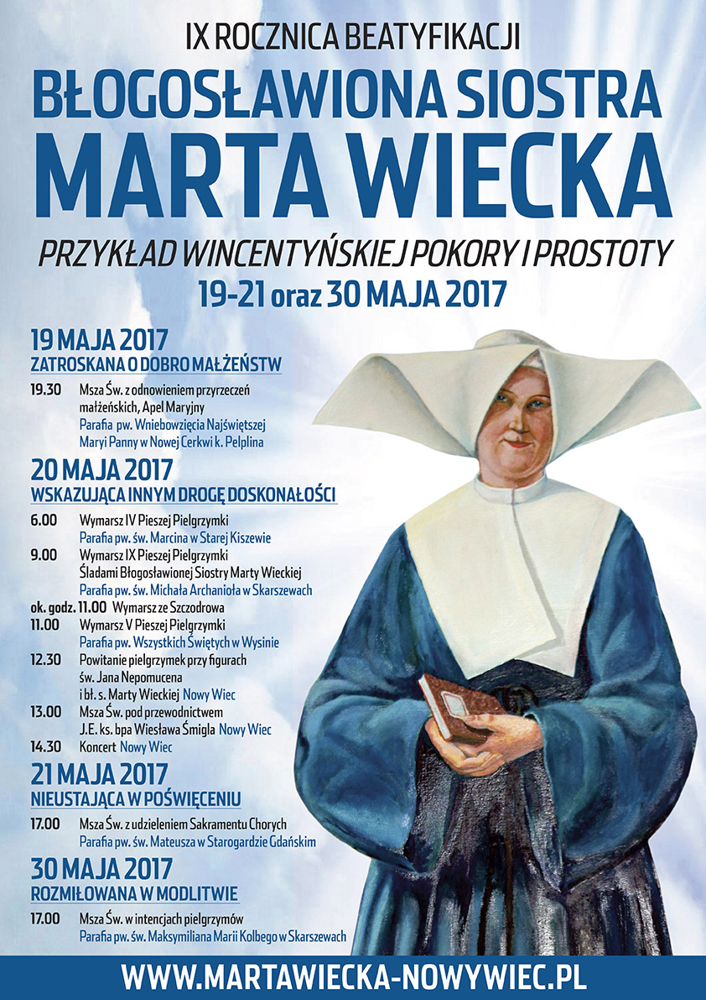 IX ROCZNICA BEATYFIKACJI
BŁOGOSŁAWIONA SIOSTRA
MARTA WIECKA
PRZYKŁAD WINCENTYŃSKIEJ POKORY I PROSTOTY
19-21 oraz 30 MAJA 2017
19 MAJA 2017
ZATROSKANA O DOBRO MAŁŻEŃSTW
19.30 Msza Św. z odnowieniem przyrzeczeń
małżeńskich, Apel Maryjny
Parafia pw. Wniebowzięcia Najświętszej
Maryi Panny w Nowej Cerkwi k. Pelplina
20 MAJA 2017
WSKAZUJĄCA INNYM DROGĘ DOSKONAŁOŚCI
6.00 Wymarsz IV Pieszej Pielgrzymki
Parafia pw. św. Marcina w Starej Kiszewie
9.00 Wymarsz IX Pieszej Pielgrzymki
Śladami Błogosławionej Siostry Marty Wieckiej
Parafia pw. św. Michała Archanioła w Skarszewach
ok. godz. 11.00 Wymarsz ze Szczodrowa
11.00 Wymarsz V Pieszej Pielgrzymki
Parafia pw. Wszystkich Świętych w Wysinie
12.30 Powitanie pielgrzymek przy figurach
św. Jana Nepomucena
i bł. s. Marty Wieckiej Nowy Wiec
13.00 Msza Św. pod przewodnictwem
J.E. ks. bpa Wiesława Śmigla Nowy Wiec
14.30 Koncert Nowy Wiec
21 MAJA 2017
NIEUSTAJĄCA W POŚWIĘCENIU
17.00 Msza Św. z udzieleniem Sakramentu Chorych
Parafia pw. św. Mateusza w Starogardzie Gdańskim
30 MAJA 2017
ROZMIŁOWANA W MODLITWIE
17.00 Msza Św. w intencjach pielgrzymów
Parafia pw. św. Maksymiliana Marii Kolbego w Skarszewach
WWW.MARTAWIECKA-NOWYWIEC.PL